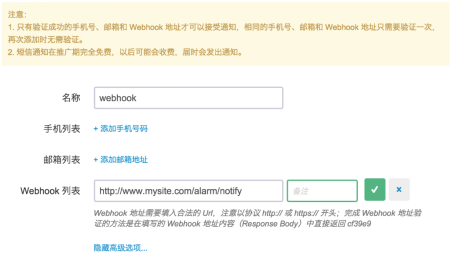 注意:
1. 只有验证成功的手机号、邮箱和 Webhook 地址才可以接受通知，相同的手机号、邮箱和 Webhook 地址只需要验证一次，
再次添加时无需验证。
2. 短信通知在推广期完全免费，以后可能会收费，届时会发出通知。
名称 webhook
手机列表 + 添加手机号码
邮箱列表 + 添加邮箱地址
Webhook 列表 http://www.mysite.com/alarm/notify 备注
Webhook 地址需要填入合法的 Url，注意以协议 http:// 或 https:// 开头；完成 Webhook 地址验
证的方法是在填写的 Webhook 地址内容（Response Body）中直接返回 cf39e9
隐藏高级选项...